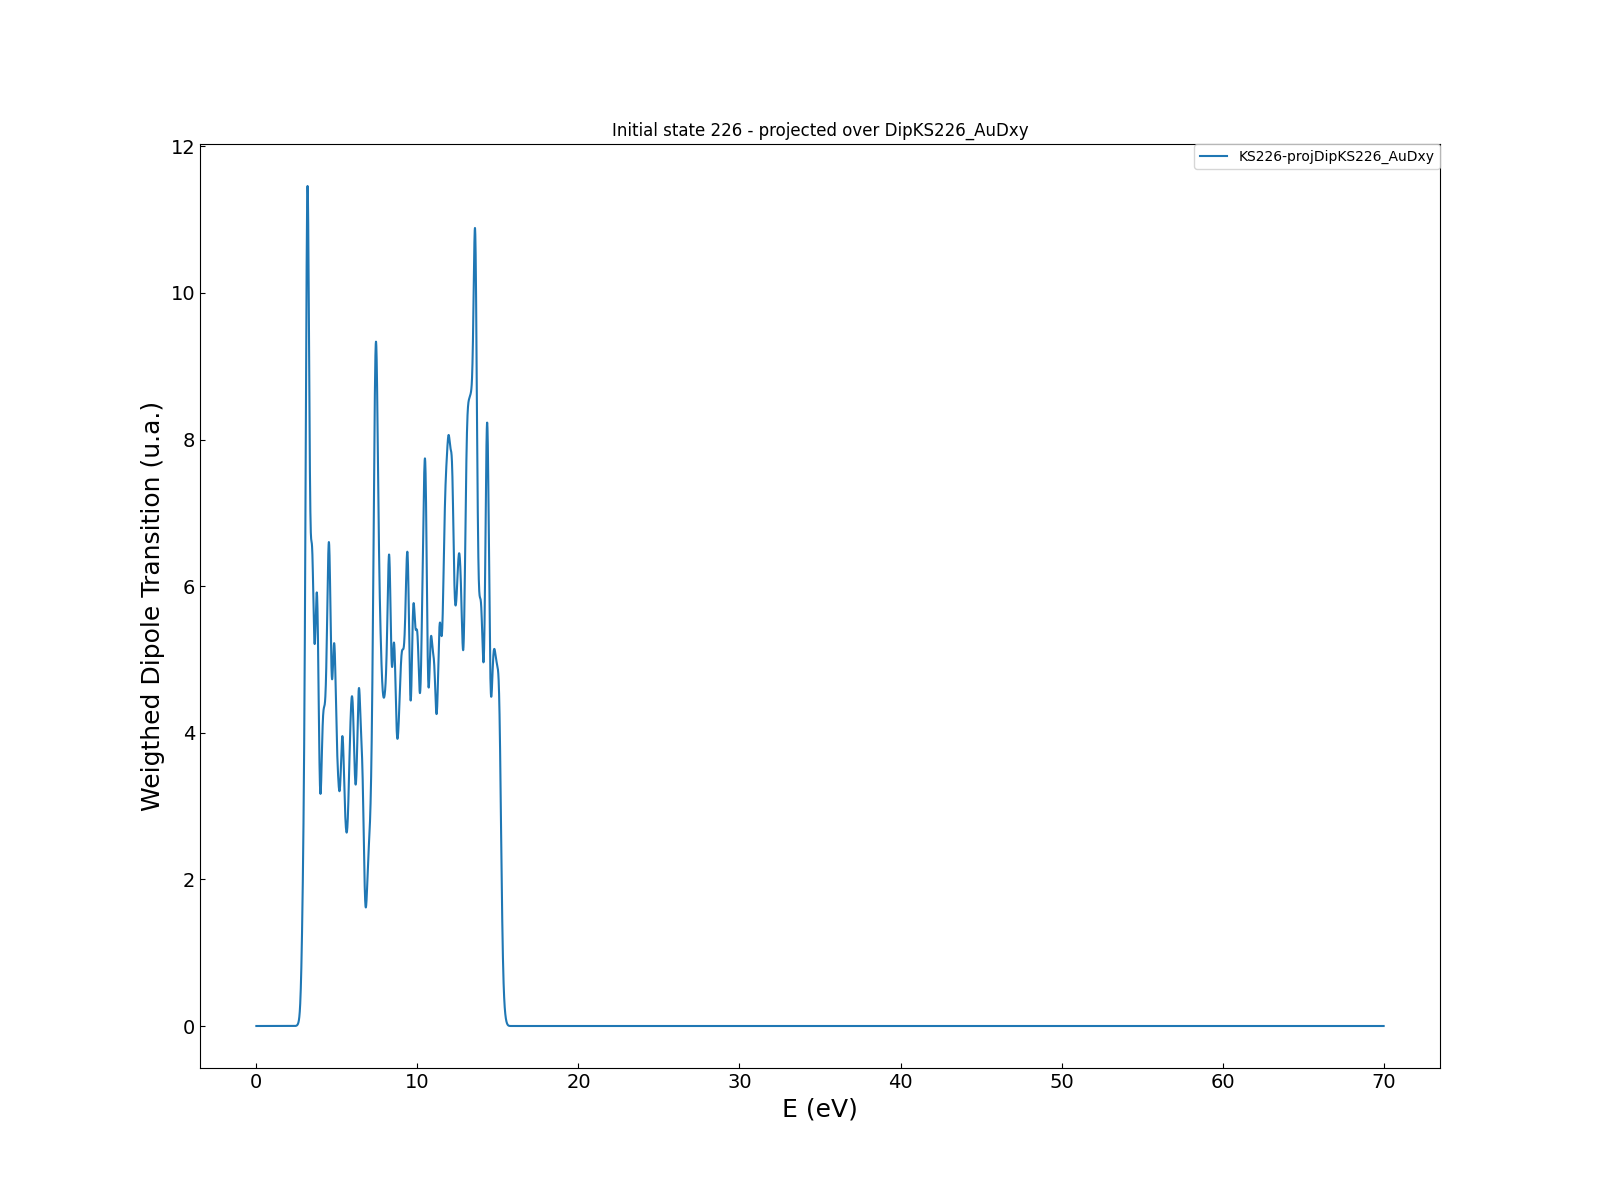 Initial state 226 - projected over DipKS226_AuDxy
KS226-projDipKS226_AuDxy
12
10
8
6
4
2
0
Weigthed Dipole Transition (u.a.)
0 10 20 30 40 50 60 70
E (eV)